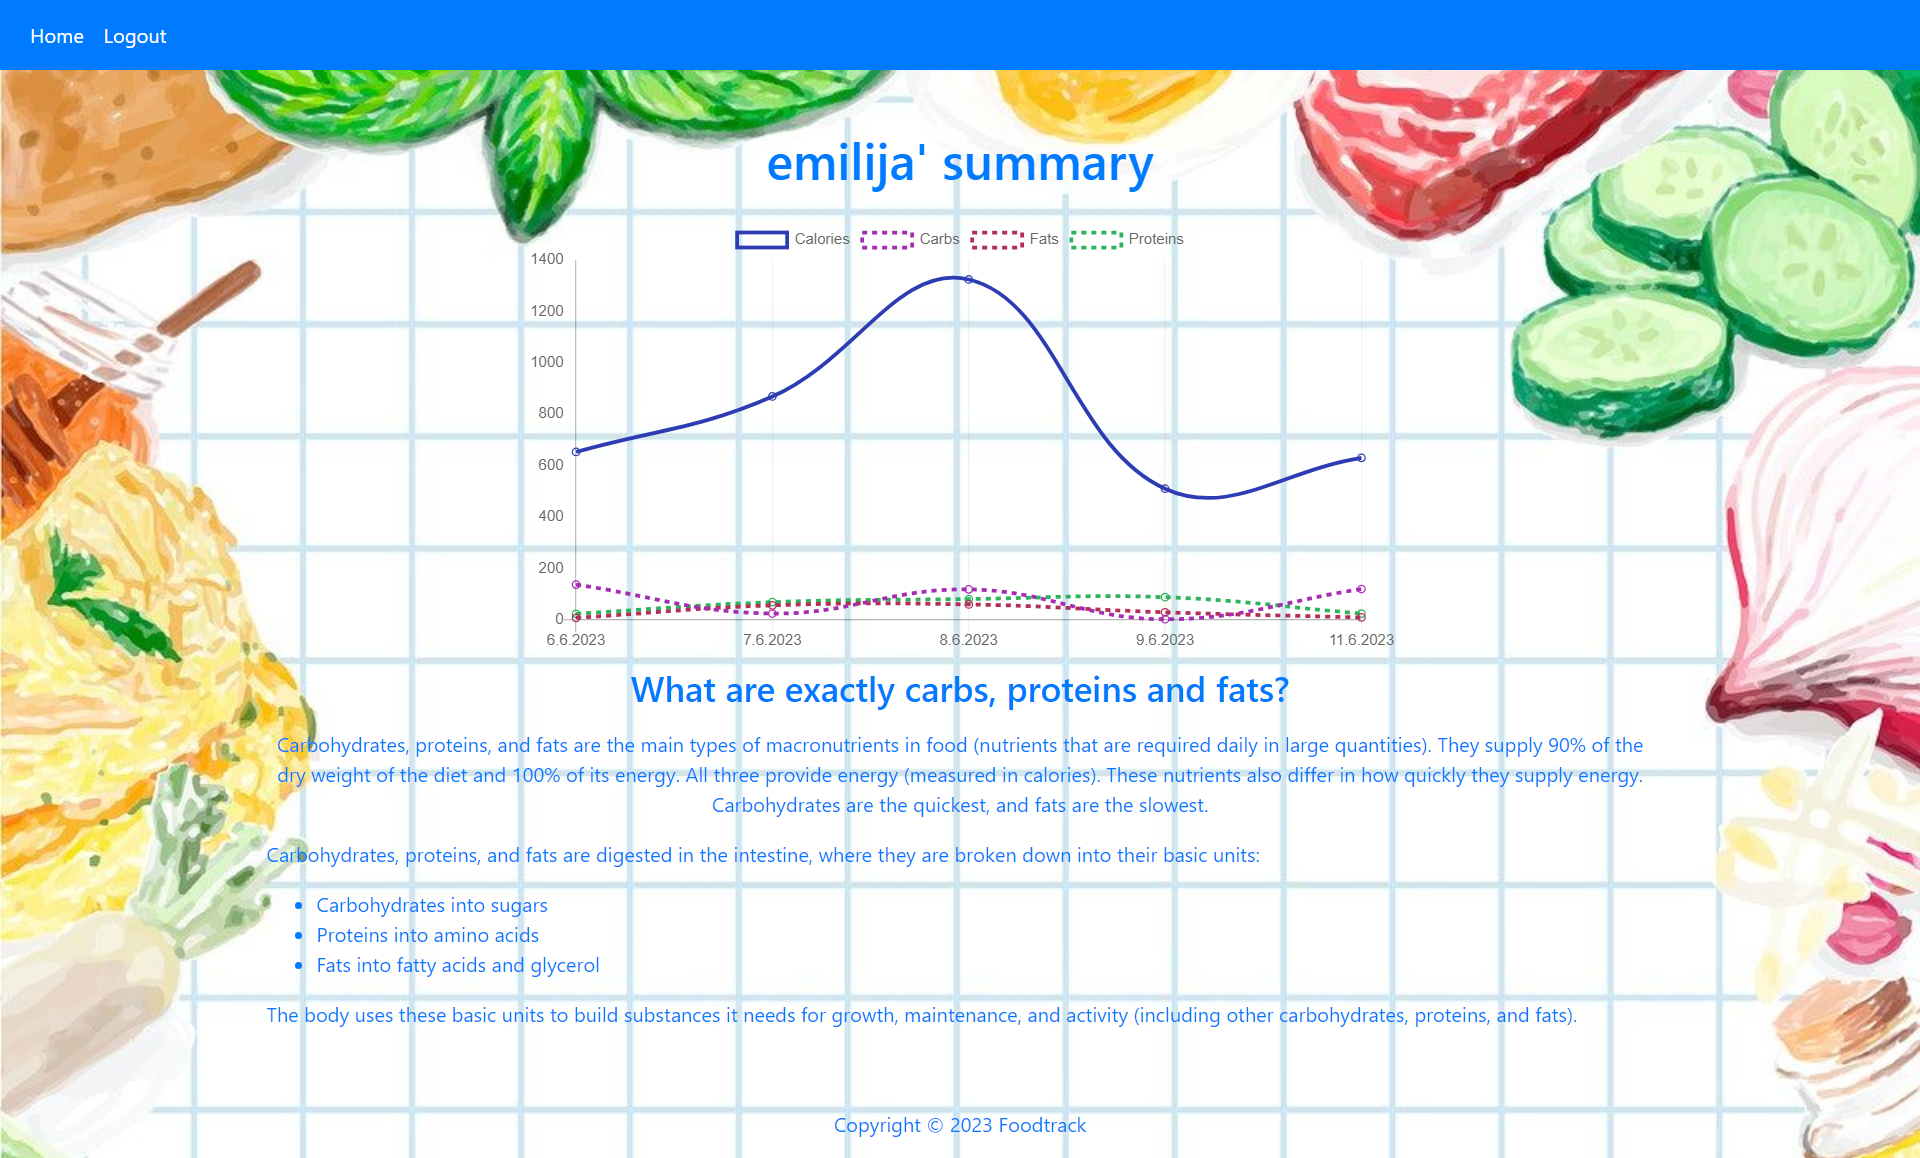 Home Logout
emilija' summary
Calories Carbs Fats Proteins
1400
1200
1000
800
600
400
200
0
6.6.2023 7.6.2023 8.6.2023 9.6.2023 11.6.2023
What are exactly carbs, proteins and fats?
Carbohydrates, proteins, and fats are the main types of macronutrients in food (nutrients that are required daily in large quantities). They supply 90% of the
dry weight of the diet and 100% of its energy. All three provide energy (measured in calories). These nutrients also differ in how quickly they supply energy.
Carbohydrates are the quickest, and fats are the slowest.
Carbohydrates, proteins, and fats are digested in the intestine, where they are broken down into their basic units:
• Carbohydrates into sugars
• Proteins into amino acids
• Fats into fatty acids and glycerol
The body uses these basic units to build substances it needs for growth, maintenance, and activity (including other carbohydrates, proteins, and fats).
Copyright © 2023 Foodtrack